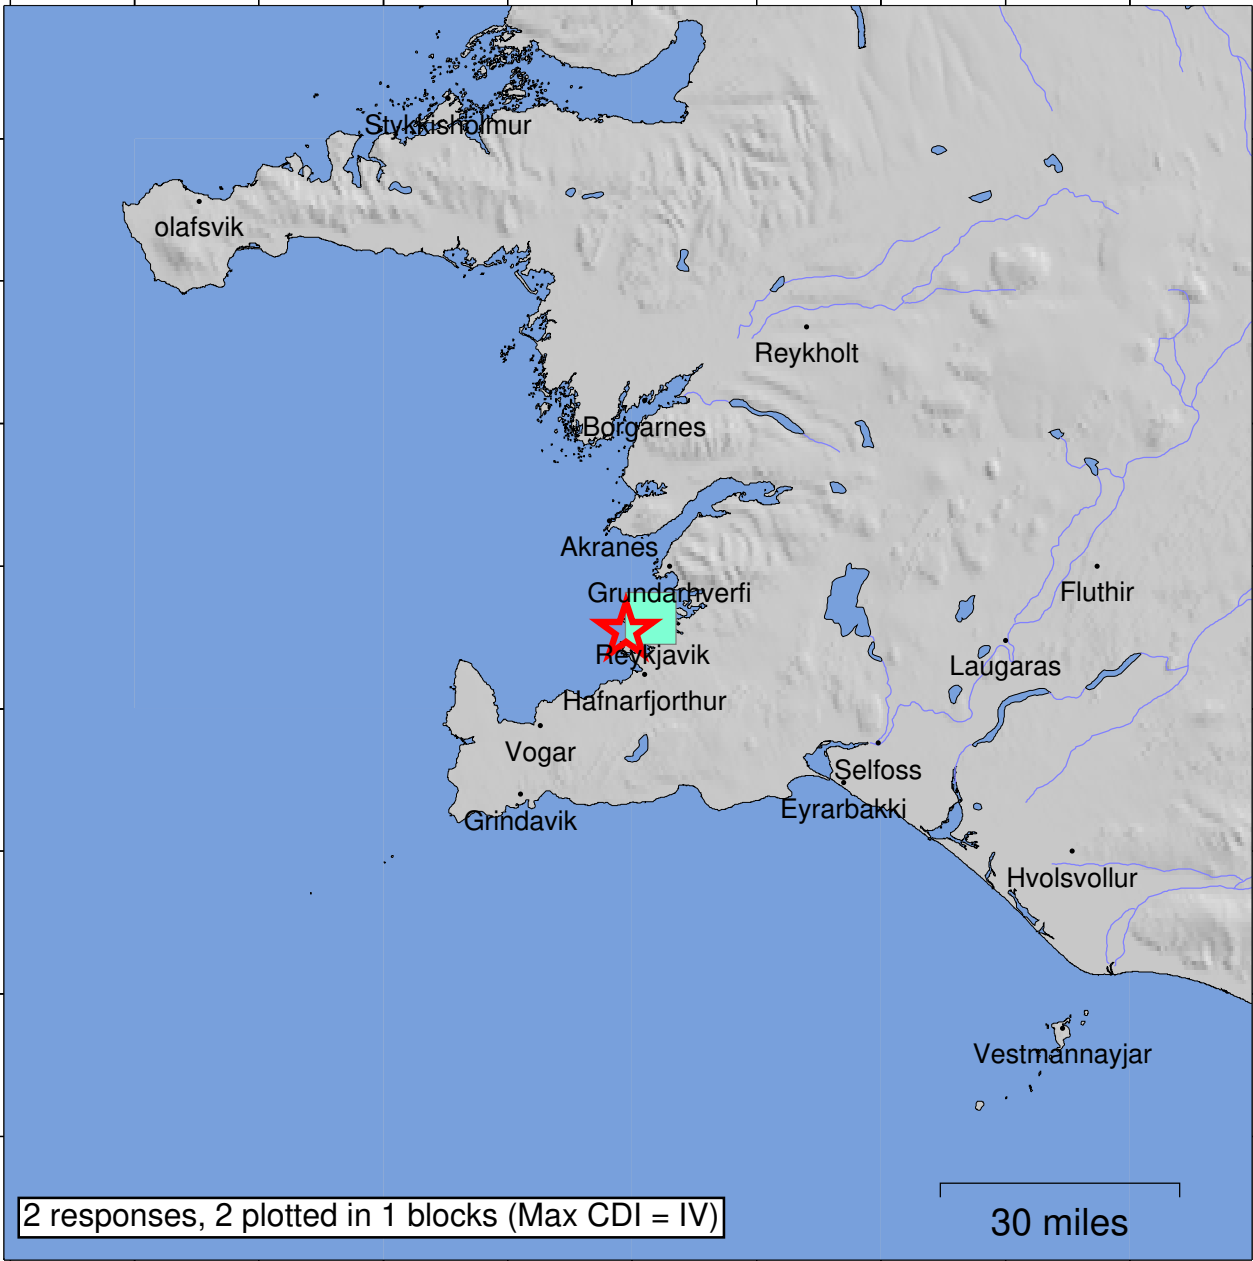 Stykkisholmur
olafsvik
Reykholt
Borgarnes
Akranes
Grundarhverfi
Fluthir
Reykjavik
Laugaras
Hafnarfjorthur
Vogar
Selfoss
Eyrarbakki
Grindavik
Hvolsvollur
Vestmannayjar
2 responses, 2 plotted in 1 blocks (Max CDI = IV)
30 miles